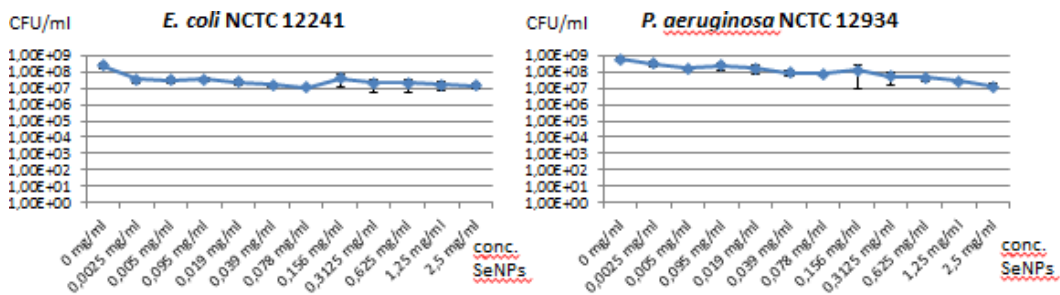 CFU/ml
E. coli NCTC 12241
1,00E+09
1,00E+08
1,00E+07
1,00E+06
1,00E+05
1,00E+04
1,00E+03
1,00E+02
1,00E+01
1,00E+00
0 mg/ml
0,0025 mg/ml
0,005 mg/ml
0,095 mg/ml
0,019 mg/ml
0,039 mg/ml
0,078 mg/ml
0,156 mg/ml
0,3125 mg/ml
0,625 mg/ml
1,25 mg/ml
2,5 mg/ml
conc.
SeNPs
CFU/ml
P. aeruginosa NCTC 12934
1,00E+09
1,00E+08
1,00E+07
1,00E+06
1,00E+05
1,00E+04
1,00E+03
1,00E+02
1,00E+01
1,00E+00
0 mg/ml
0,0025 mg/ml
0,005 mg/ml
0,095 mg/ml
0,019 mg/ml
0,039 mg/ml
0,078 mg/ml
0,156 mg/ml
0,3125 mg/ml
0,625 mg/ml
1,25 mg/ml
2,5 mg/ml
conc.
SeNPs